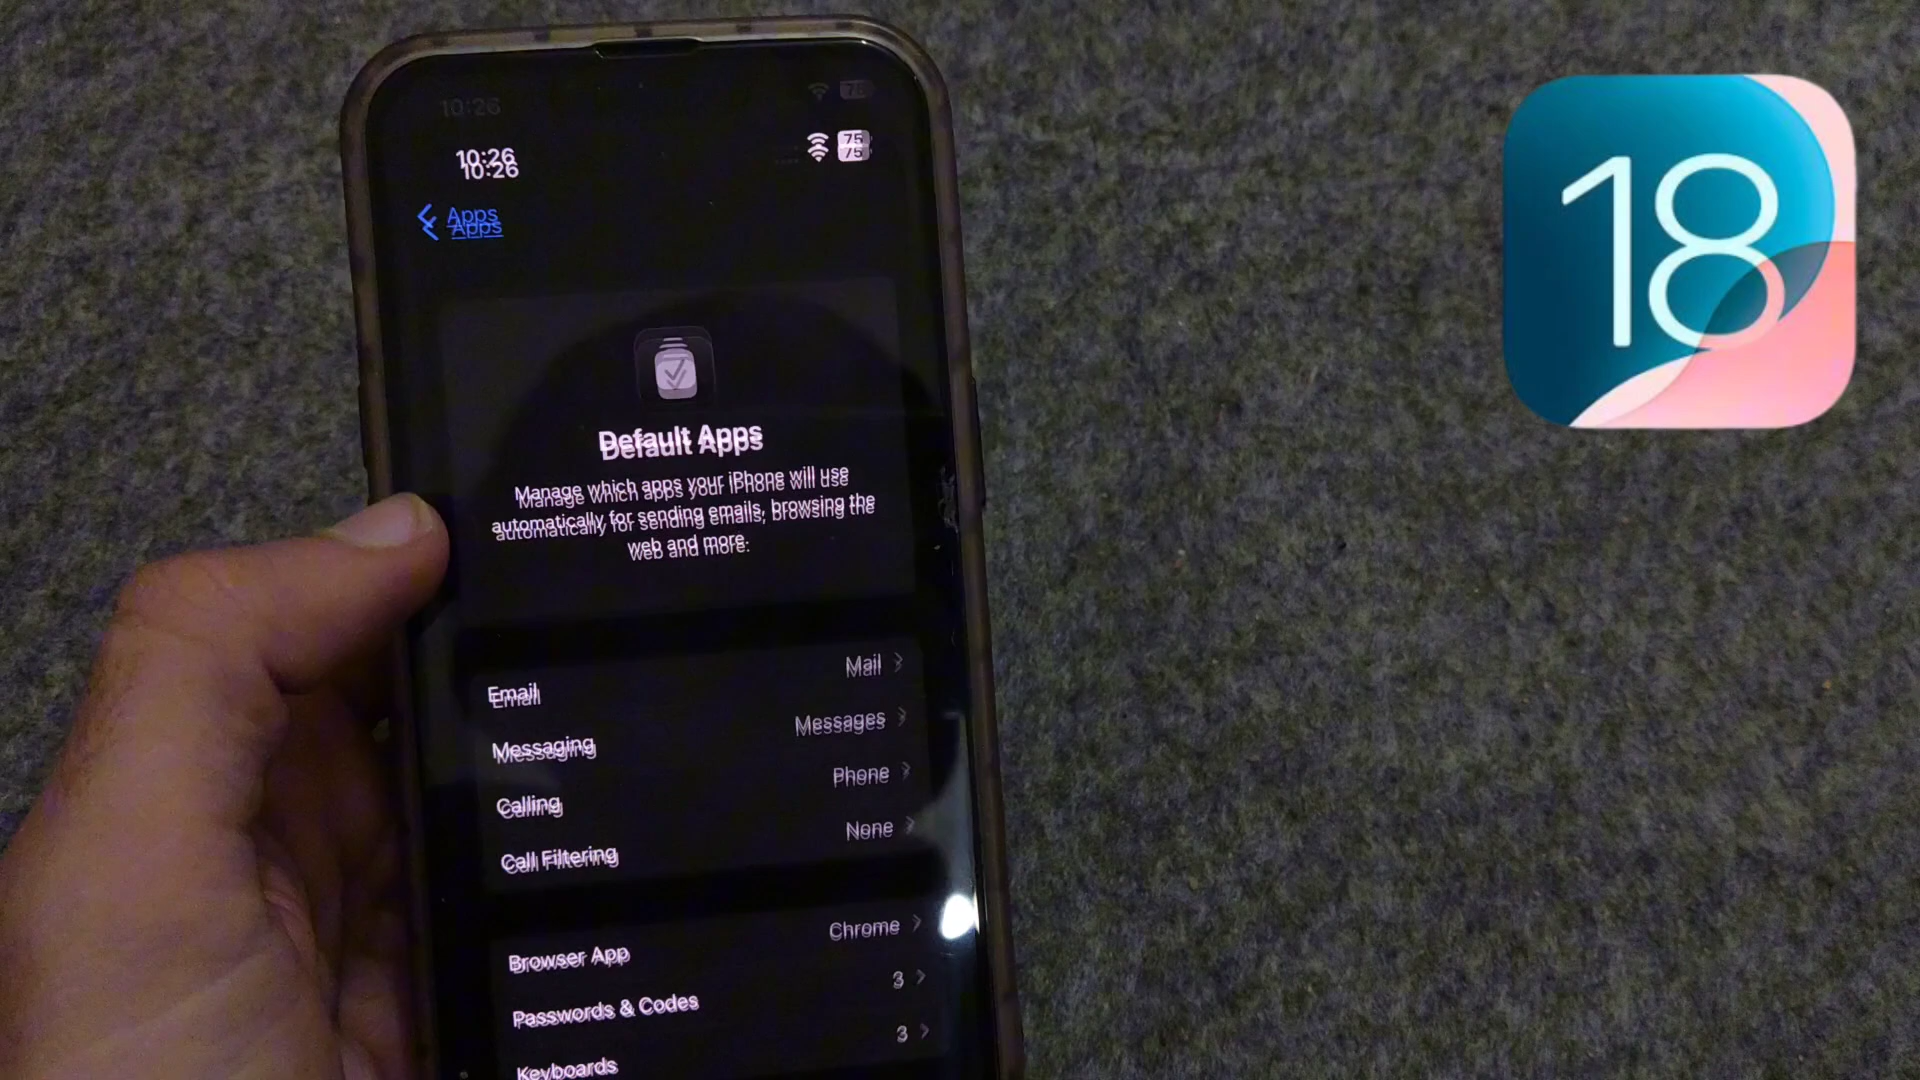 10:26
75
Apps
Default Apps
Manage which apps your iPhone will use
automatically for sending emails, browsing the
web and more.
Email Mail
Messaging Messages
Calling Phone
Call Filtering None
Browser App Chrome
Passwords & Codes 3
Keyboards 3
18